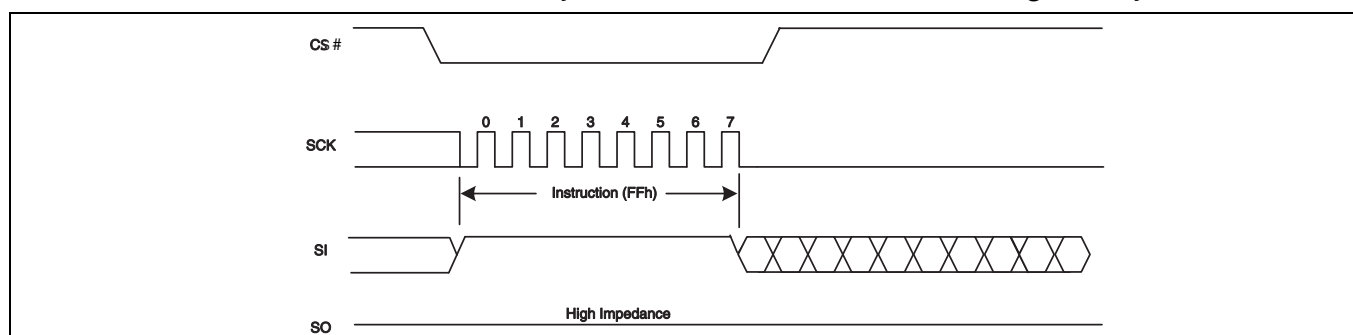 CS #
SCK
0 1 2 3 4 5 6 7
Instruction (FFh)
SI
High Impedance
SO